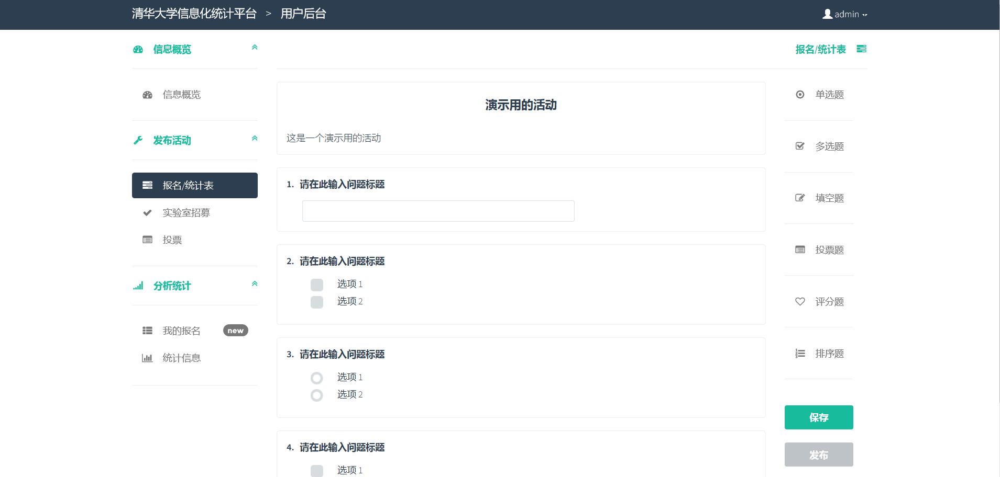 清华大学信息化统计平台 > 用户后台
admin
信息概览
信息概览
发布活动
报名/统计表
实验室招募
投票
分析统计
我的报名 new
统计信息
演示用的活动
这是一个演示用的活动
1. 请在此输入问题标题
2. 请在此输入问题标题
选项 1
选项 2
3. 请在此输入问题标题
选项 1
选项 2
4. 请在此输入问题标题
选项 1
报名/统计表
单选题
多选题
填空题
投票题
评分题
排序题
保存
发布